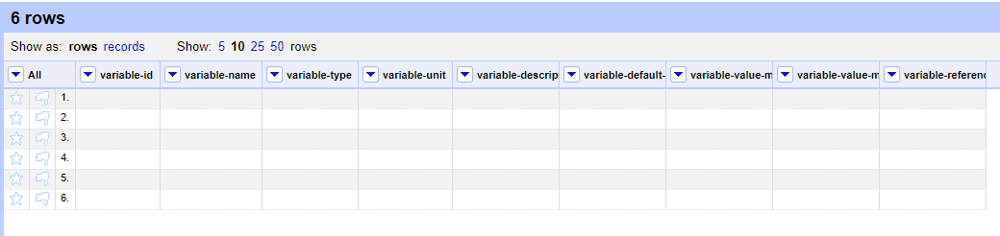 6 rows
Show as: rows records Show: 5 10 25 50 rows
All variable-id variable-name variable-type variable-unit variable-descrip variable-default- variable-value-m variable-value-m variable-referenc
1.
2.
3.
4.
5.
6.